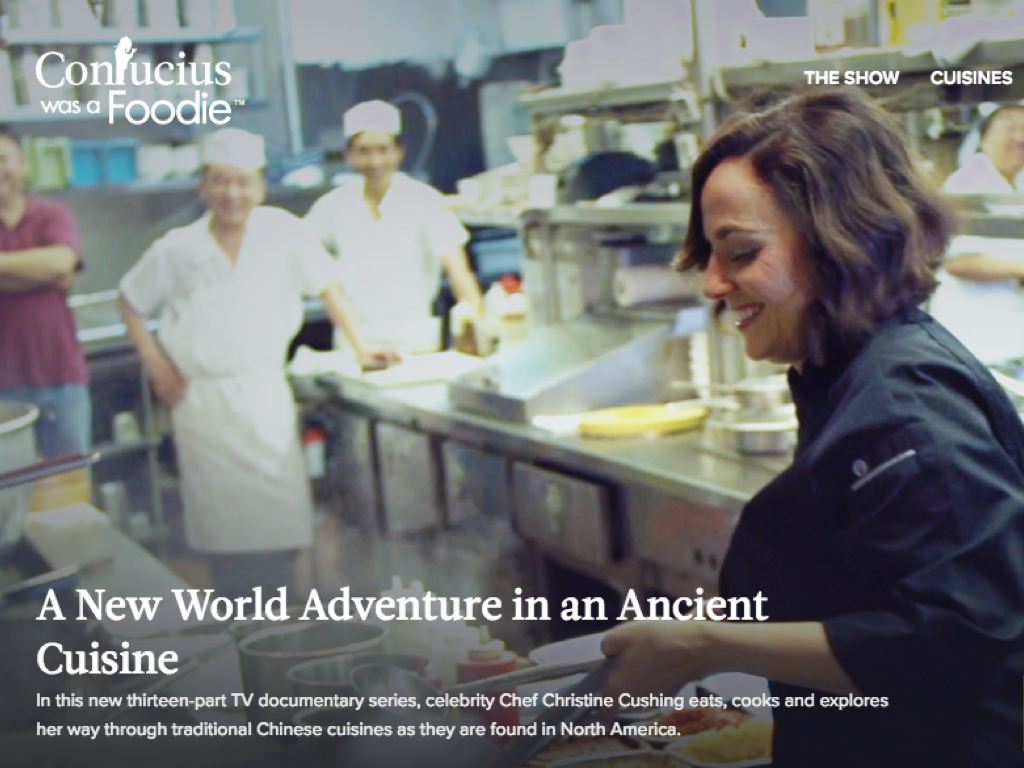 Confucius
was a Foodie™
THE SHOW
CUISINES
A New World Adventure in an Ancient
Cuisine
In this new thirteen-part TV documentary series, celebrity Chef Christine Cushing eats, cooks and explores
her way through traditional Chinese cuisines as they are found in North America.